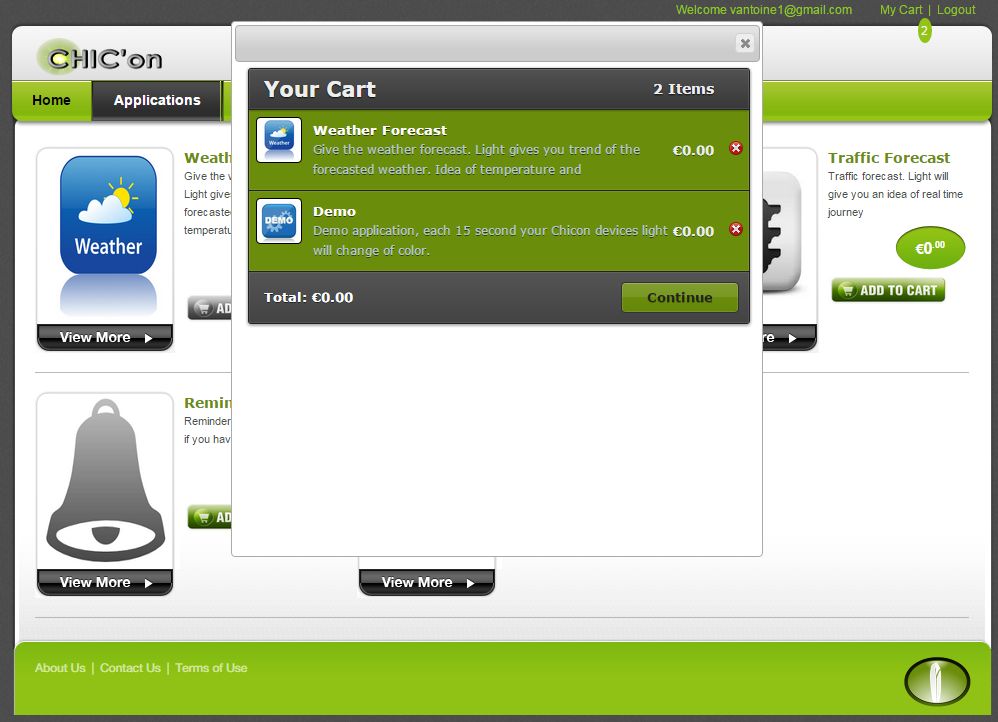 Welcome vantoine1@gmail.com My Cart | Logout
2
CHIC'on
Home Applications
Your Cart 2 Items
Weather Forecast
Give the weather forecast. Light gives you trend of the
forecasted weather. Idea of temperature and
€0.00
Demo
Demo application, each 15 second your Chicon devices light
will change of color.
€0.00
Total: €0.00 Continue
Weather
DEMO
Weather
Weath
Give the w
Light gives
forecasted
temperatu
AD
View More
re
Traffic Forecast
Traffic forecast. Light will
give you an idea of real time
journey
€0.00
ADD TO CART
Remin
Reminder
if you hav
AD
View More
View More
About Us | Contact Us | Terms of Use